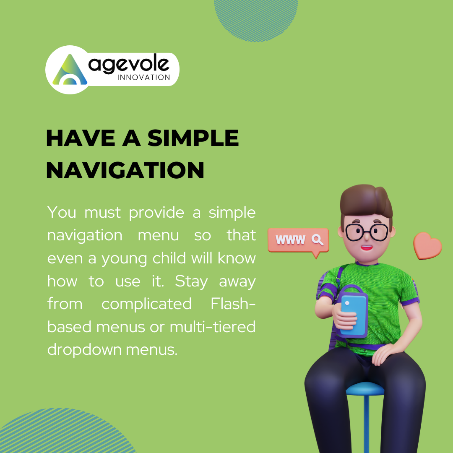 agevole
INNOVATION
HAVE A SIMPLE
NAVIGATION
You must provide a simple
navigation menu so that
even a young child will know
how to use it. Stay away
from complicated Flash-
based menus or multi-tiered
dropdown menus.
WWW